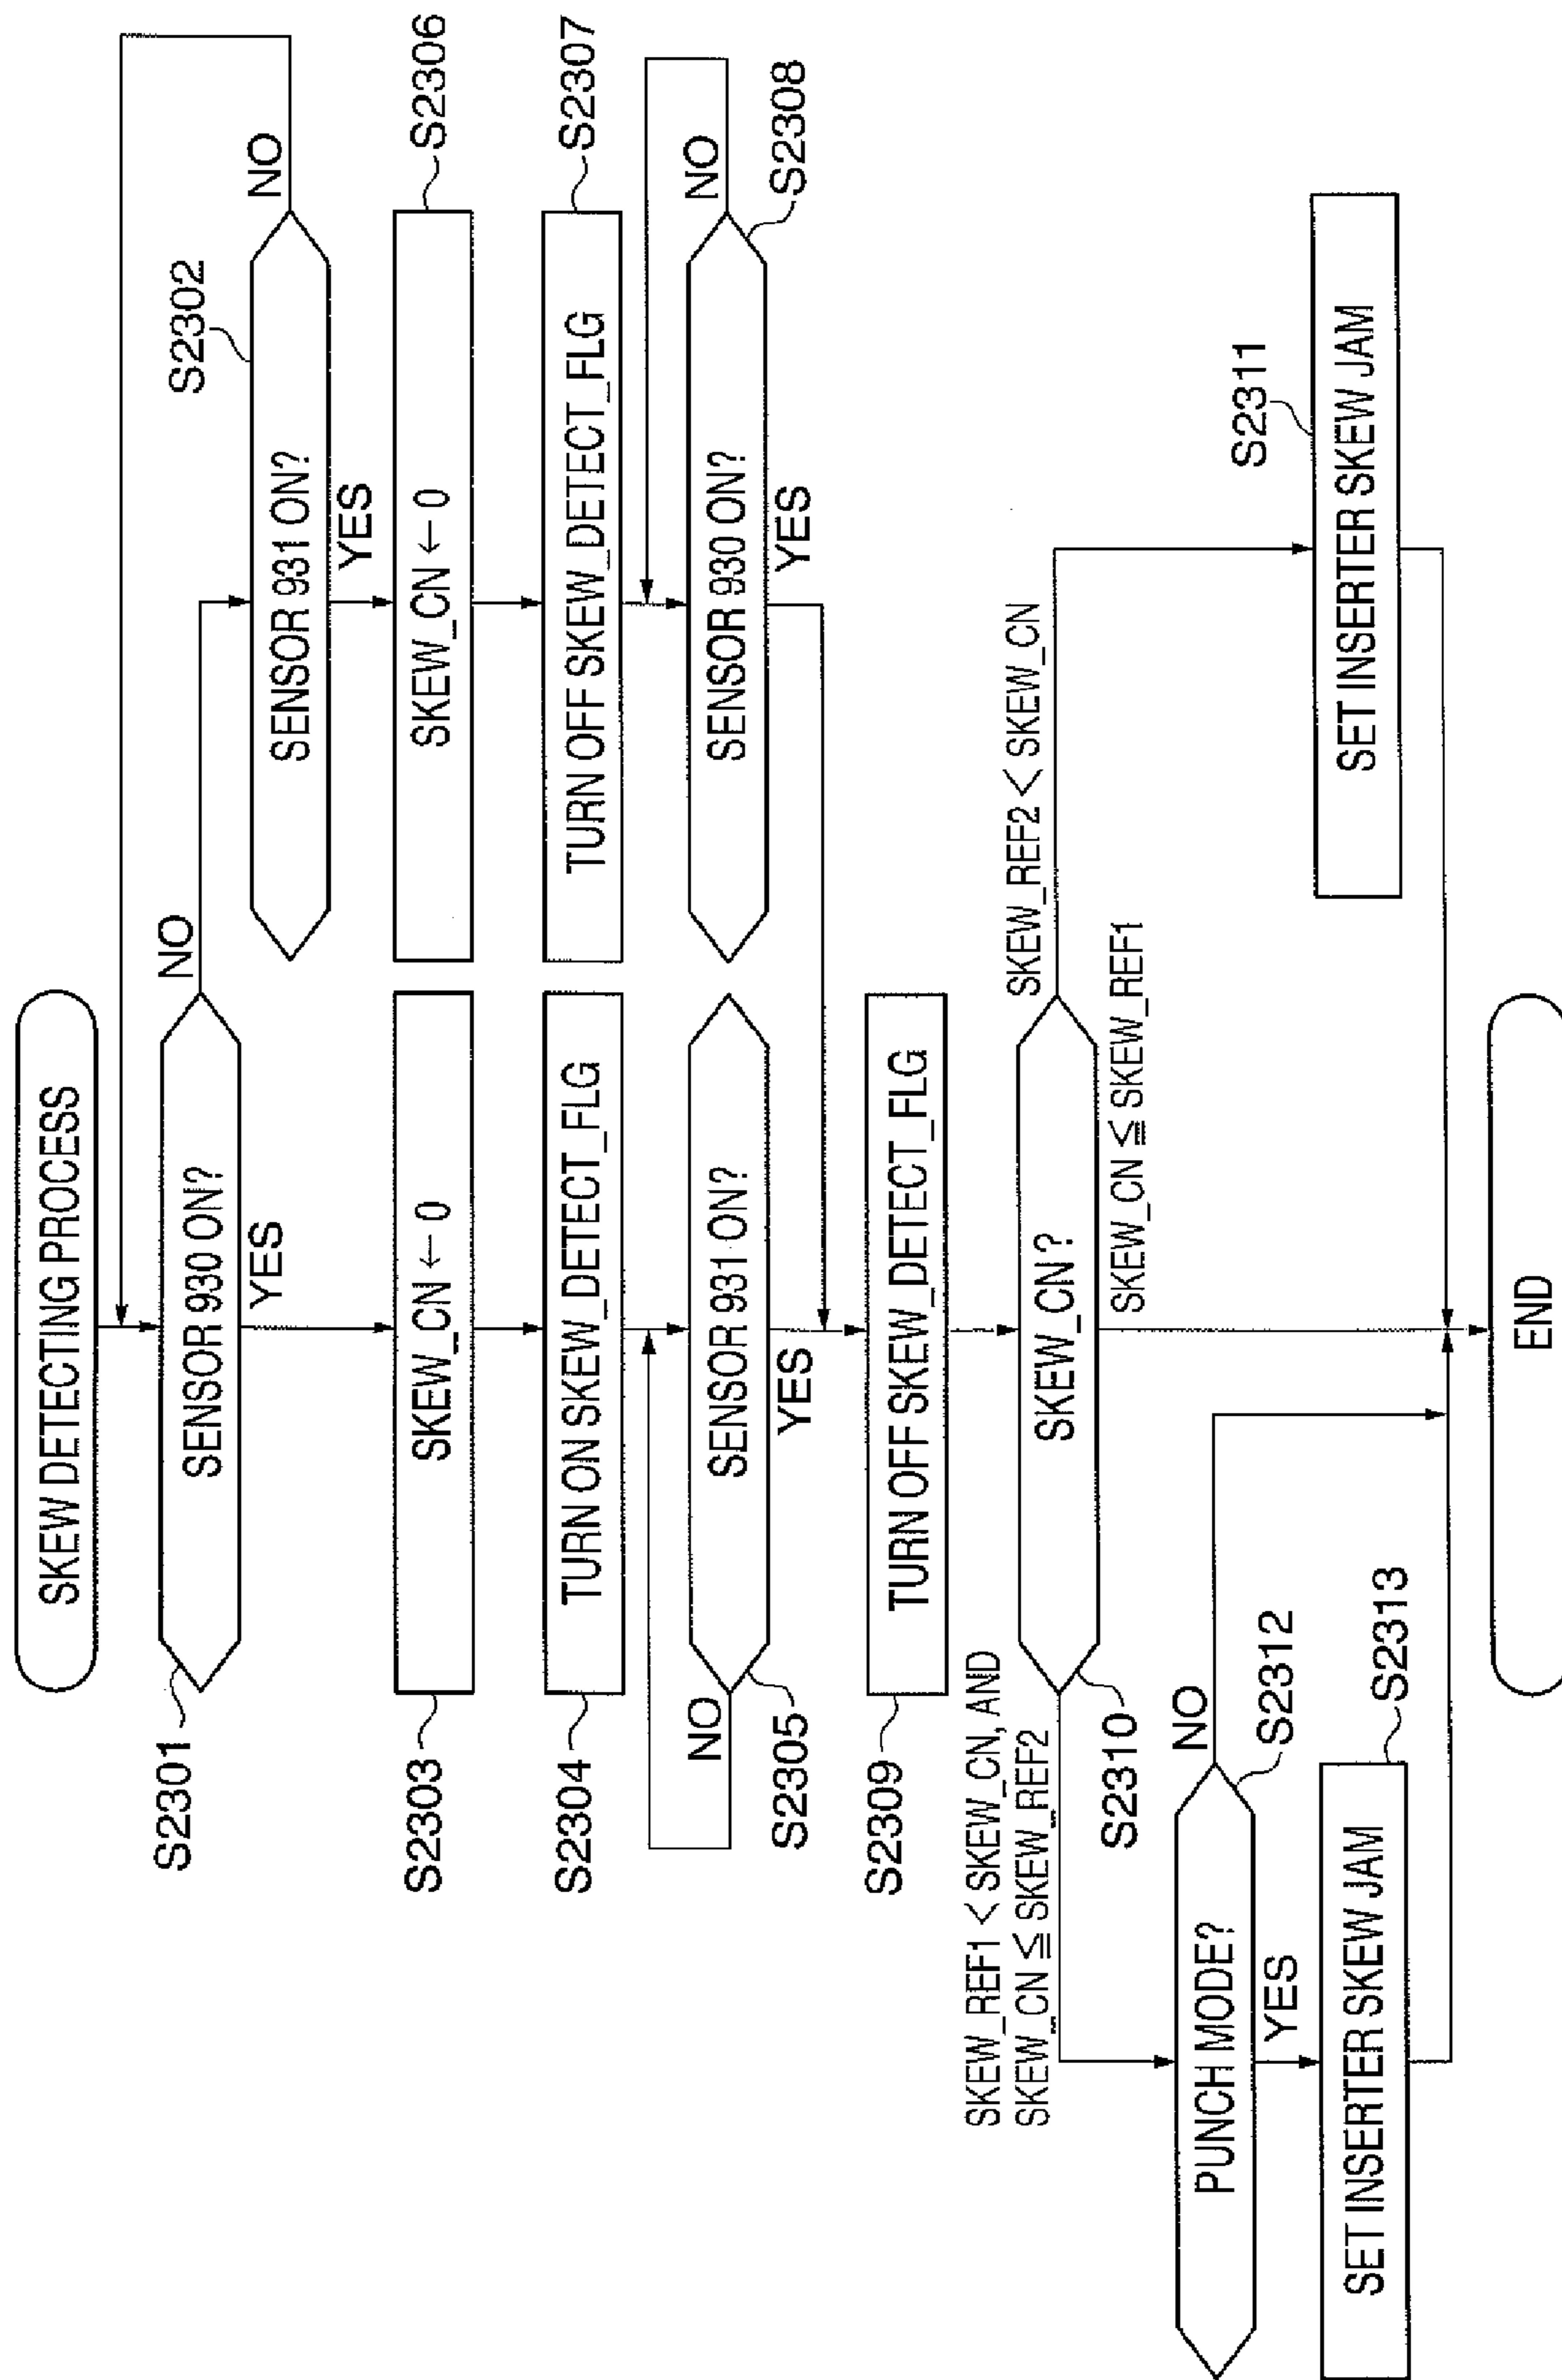 SKEW DETECTING PROCESS
S2301
SENSOR 930 ON?
NO
YES
S2302
SENSOR 931 ON?
NO
YES
S2303
SKEW_CN ← 0
SKEW_CN ← 0
S2306
S2304
TURN ON SKEW_DETECT_FLG
TURN OFF SKEW_DETECT_FLG
S2307
NO
SENSOR 931 ON?
S2305
YES
SENSOR 930 ON?
NO
S2308
YES
S2309
TURN OFF SKEW_DETECT_FLG
SKEW_REF1 < SKEW_CN, AND
SKEW_CN ≦ SKEW_REF2
SKEW_CN ?
S2310
SKEW_REF2 < SKEW_CN
SKEW_CN ≦ SKEW_REF1
PUNCH MODE?
NO
S2312
YES
SET INSERTER SKEW JAM
S2313
S2311
SET INSERTER SKEW JAM
END